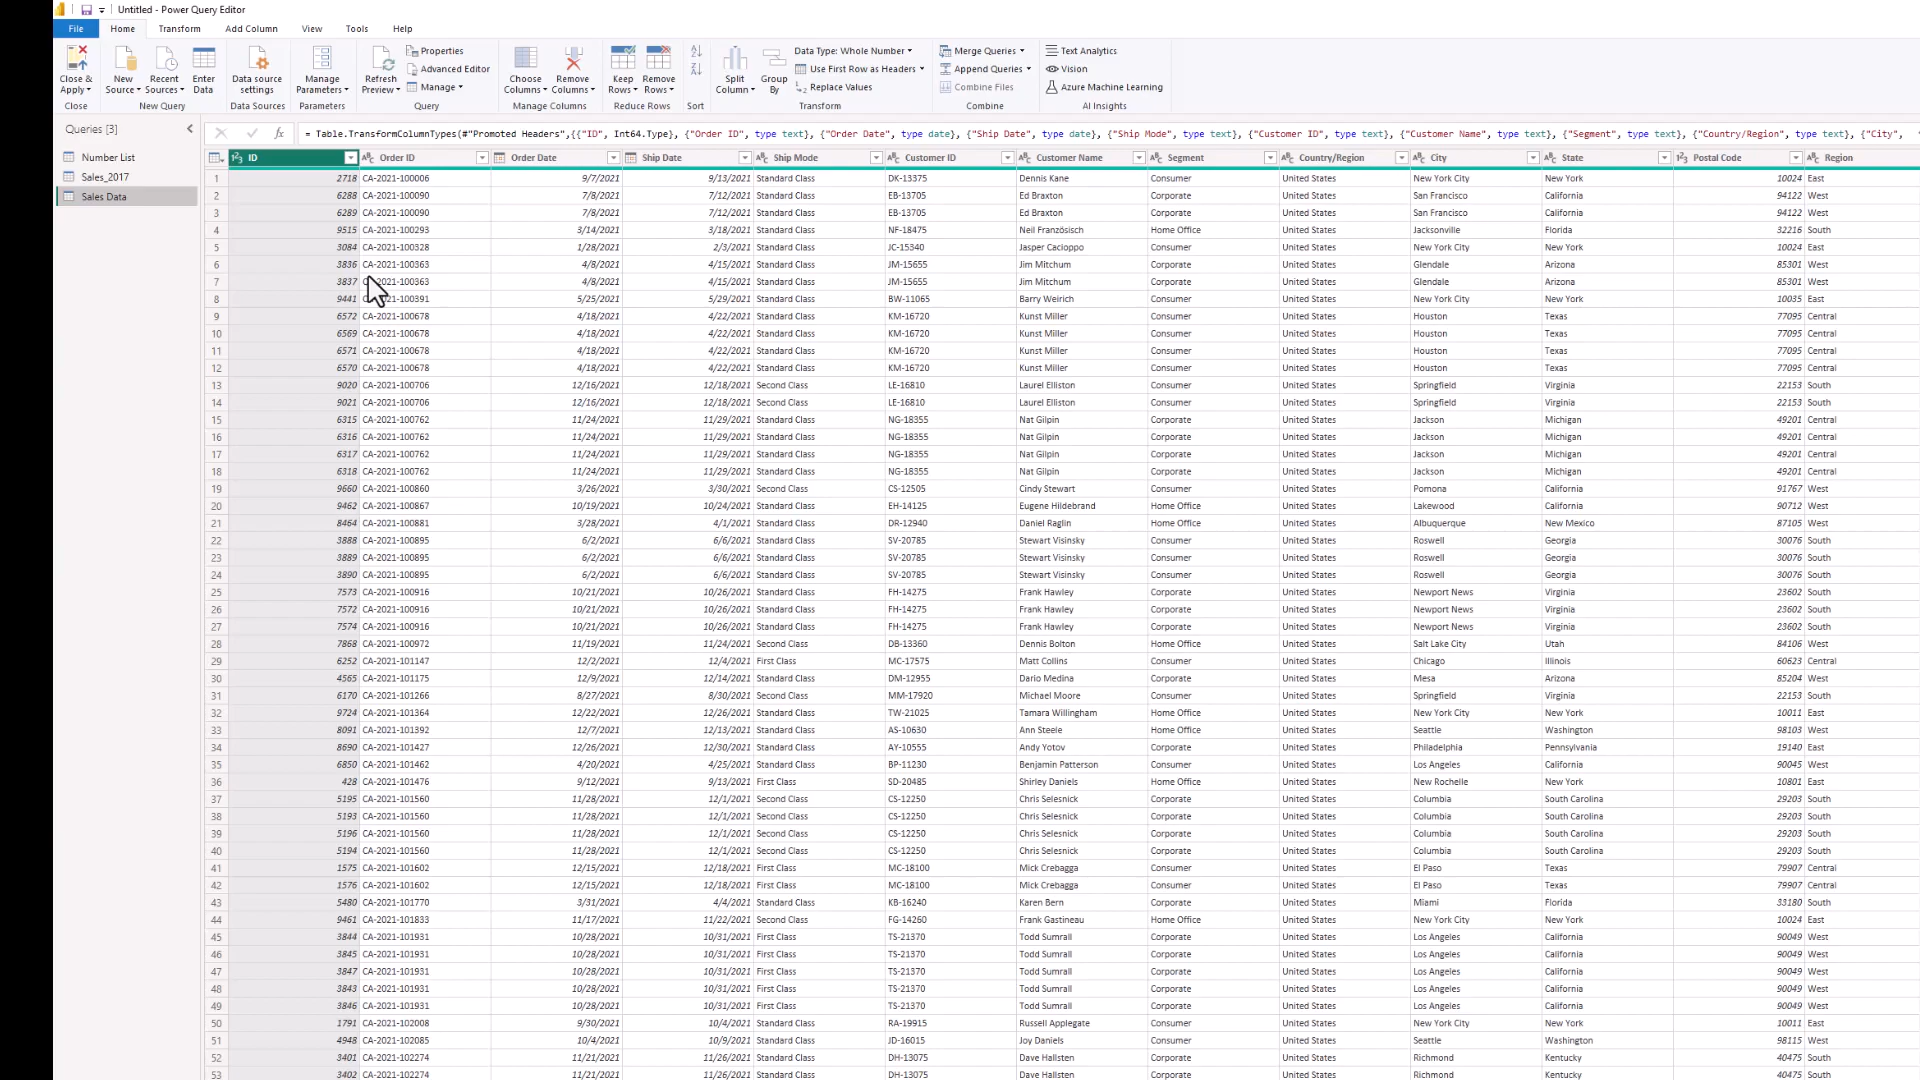 Untitled - Power Query Editor
File Home Transform Add Column View Tools Help
Close & Apply New Source Recent Sources Enter Data Data source settings Manage Parameters Refresh Preview Properties Advanced Editor Manage Choose Columns Remove Columns Keep Rows Remove Rows Split Column Group By Data Type: Whole Number Use First Row as Headers Replace Values Merge Queries Append Queries Combine Files Text Analytics Vision Azure Machine Learning
Close New Query Data Sources Parameters Query Manage Columns Reduce Rows Sort Transform Combine AI Insights
Queries [3]
Number List
Sales_2017
Sales Data
= Table.TransformColumnTypes(#"Promoted Headers",{{"ID", Int64.Type}, {"Order ID", type text}, {"Order Date", type date}, {"Ship Date", type date}, {"Ship Mode", type text}, {"Customer ID", type text}, {"Customer Name", type text}, {"Segment", type text}, {"Country/Region", type text}, {"City",
ID Order ID Order Date Ship Date Ship Mode Customer ID Customer Name Segment Country/Region City State Postal Code Region
1 2718 CA-2021-100006 9/7/2021 9/13/2021 Standard Class DK-13375 Dennis Kane Consumer United States New York City New York 10024 East
2 6288 CA-2021-100090 7/8/2021 7/12/2021 Standard Class EB-13705 Ed Braxton Corporate United States San Francisco California 94122 West
3 6289 CA-2021-100090 7/8/2021 7/12/2021 Standard Class EB-13705 Ed Braxton Corporate United States San Francisco California 94122 West
4 9515 CA-2021-100293 3/14/2021 3/18/2021 Standard Class NF-18475 Neil Französisch Home Office United States Jacksonville Florida 32216 South
5 3084 CA-2021-100328 1/28/2021 2/3/2021 Standard Class JC-15340 Jasper Cacioppo Consumer United States New York City New York 10024 East
6 3836 CA-2021-100363 4/8/2021 4/15/2021 Standard Class JM-15655 Jim Mitchum Corporate United States Glendale Arizona 85301 West
7 3837 CA-2021-100363 4/8/2021 4/15/2021 Standard Class JM-15655 Jim Mitchum Corporate United States Glendale Arizona 85301 West
8 9441 CA-2021-100391 5/25/2021 5/29/2021 Standard Class BW-11065 Barry Weirich Consumer United States New York City New York 10035 East
9 6572 CA-2021-100678 4/18/2021 4/22/2021 Standard Class KM-16720 Kunst Miller Consumer United States Houston Texas 77095 Central
10 6569 CA-2021-100678 4/18/2021 4/22/2021 Standard Class KM-16720 Kunst Miller Consumer United States Houston Texas 77095 Central
11 6571 CA-2021-100678 4/18/2021 4/22/2021 Standard Class KM-16720 Kunst Miller Consumer United States Houston Texas 77095 Central
12 6570 CA-2021-100678 4/18/2021 4/22/2021 Standard Class KM-16720 Kunst Miller Consumer United States Houston Texas 77095 Central
13 9020 CA-2021-100706 12/16/2021 12/18/2021 Second Class LE-16810 Laurel Elliston Consumer United States Springfield Virginia 22153 South
14 9021 CA-2021-100706 12/16/2021 12/18/2021 Second Class LE-16810 Laurel Elliston Consumer United States Springfield Virginia 22153 South
15 6315 CA-2021-100762 11/24/2021 11/29/2021 Standard Class NG-18355 Nat Gilpin Corporate United States Jackson Michigan 49201 Central
16 6316 CA-2021-100762 11/24/2021 11/29/2021 Standard Class NG-18355 Nat Gilpin Corporate United States Jackson Michigan 49201 Central
17 6317 CA-2021-100762 11/24/2021 11/29/2021 Standard Class NG-18355 Nat Gilpin Corporate United States Jackson Michigan 49201 Central
18 6318 CA-2021-100762 11/24/2021 11/29/2021 Standard Class NG-18355 Nat Gilpin Corporate United States Jackson Michigan 49201 Central
19 9660 CA-2021-100860 3/26/2021 3/30/2021 Second Class CS-12505 Cindy Stewart Consumer United States Pomona California 91767 West
20 9462 CA-2021-100867 10/19/2021 10/24/2021 Standard Class EH-14125 Eugene Hildebrand Home Office United States Lakewood California 90712 West
21 8464 CA-2021-100881 3/28/2021 4/1/2021 Standard Class DR-12940 Daniel Raglin Home Office United States Albuquerque New Mexico 87105 West
22 3888 CA-2021-100895 6/2/2021 6/6/2021 Standard Class SV-20785 Stewart Visinsky Consumer United States Roswell Georgia 30076 South
23 3889 CA-2021-100895 6/2/2021 6/6/2021 Standard Class SV-20785 Stewart Visinsky Consumer United States Roswell Georgia 30076 South
24 3890 CA-2021-100895 6/2/2021 6/6/2021 Standard Class SV-20785 Stewart Visinsky Consumer United States Roswell Georgia 30076 South
25 7573 CA-2021-100916 10/21/2021 10/26/2021 Standard Class FH-14275 Frank Hawley Corporate United States Newport News Virginia 23602 South
26 7572 CA-2021-100916 10/21/2021 10/26/2021 Standard Class FH-14275 Frank Hawley Corporate United States Newport News Virginia 23602 South
27 7574 CA-2021-100916 10/21/2021 10/26/2021 Standard Class FH-14275 Frank Hawley Corporate United States Newport News Virginia 23602 South
28 7868 CA-2021-100972 11/19/2021 11/24/2021 Second Class DB-13360 Dennis Bolton Home Office United States Salt Lake City Utah 84106 West
29 6252 CA-2021-101147 12/2/2021 12/4/2021 First Class MC-17575 Matt Collins Consumer United States Chicago Illinois 60623 Central
30 4565 CA-2021-101175 12/9/2021 12/14/2021 Standard Class DM-12955 Dario Medina Corporate United States Mesa Arizona 85204 West
31 6170 CA-2021-101266 8/27/2021 8/30/2021 Second Class MM-17920 Michael Moore Consumer United States Springfield Virginia 22153 South
32 9724 CA-2021-101364 12/22/2021 12/26/2021 Standard Class TW-21025 Tamara Willingham Home Office United States New York City New York 10011 East
33 8091 CA-2021-101392 12/7/2021 12/13/2021 Standard Class AS-10630 Ann Steele Home Office United States Seattle Washington 98103 West
34 8690 CA-2021-101427 12/26/2021 12/30/2021 Standard Class AY-10555 Andy Yotov Corporate United States Philadelphia Pennsylvania 19140 East
35 6850 CA-2021-101462 4/20/2021 4/25/2021 Standard Class BP-11230 Benjamin Patterson Consumer United States Los Angeles California 90045 West
36 428 CA-2021-101476 9/12/2021 9/13/2021 First Class SD-20485 Shirley Daniels Home Office United States New Rochelle New York 10801 East
37 5195 CA-2021-101560 11/28/2021 12/1/2021 Second Class CS-12250 Chris Selesnick Corporate United States Columbia South Carolina 29203 South
38 5193 CA-2021-101560 11/28/2021 12/1/2021 Second Class CS-12250 Chris Selesnick Corporate United States Columbia South Carolina 29203 South
39 5196 CA-2021-101560 11/28/2021 12/1/2021 Second Class CS-12250 Chris Selesnick Corporate United States Columbia South Carolina 29203 South
40 5194 CA-2021-101560 11/28/2021 12/1/2021 Second Class CS-12250 Chris Selesnick Corporate United States Columbia South Carolina 29203 South
41 1575 CA-2021-101602 12/15/2021 12/18/2021 First Class MC-18100 Mick Crebagga Consumer United States El Paso Texas 79907 Central
42 1576 CA-2021-101602 12/15/2021 12/18/2021 First Class MC-18100 Mick Crebagga Consumer United States El Paso Texas 79907 Central
43 5480 CA-2021-101770 3/31/2021 4/4/2021 Standard Class KB-16240 Karen Bern Corporate United States Miami Florida 33180 South
44 9461 CA-2021-101833 11/17/2021 11/22/2021 Second Class FG-14260 Frank Gastineau Home Office United States New York City New York 10024 East
45 3844 CA-2021-101931 10/28/2021 10/31/2021 First Class TS-21370 Todd Sumrall Corporate United States Los Angeles California 90049 West
46 3845 CA-2021-101931 10/28/2021 10/31/2021 First Class TS-21370 Todd Sumrall Corporate United States Los Angeles California 90049 West
47 3847 CA-2021-101931 10/28/2021 10/31/2021 First Class TS-21370 Todd Sumrall Corporate United States Los Angeles California 90049 West
48 3843 CA-2021-101931 10/28/2021 10/31/2021 First Class TS-21370 Todd Sumrall Corporate United States Los Angeles California 90049 West
49 3846 CA-2021-101931 10/28/2021 10/31/2021 First Class TS-21370 Todd Sumrall Corporate United States Los Angeles California 90049 West
50 1791 CA-2021-102008 9/30/2021 10/4/2021 Standard Class RA-19915 Russell Applegate Consumer United States New York City New York 10011 East
51 4948 CA-2021-102085 10/4/2021 10/9/2021 Standard Class JD-16015 Joy Daniels Consumer United States Seattle Washington 98115 West
52 3401 CA-2021-102274 11/21/2021 11/26/2021 Standard Class DH-13075 Dave Hallsten Corporate United States Richmond Kentucky 40475 South
53 3402 CA-2021-102274 11/21/2021 11/26/2021 Standard Class DH-13075 Dave Hallsten Corporate United States Richmond Kentucky 40475 South